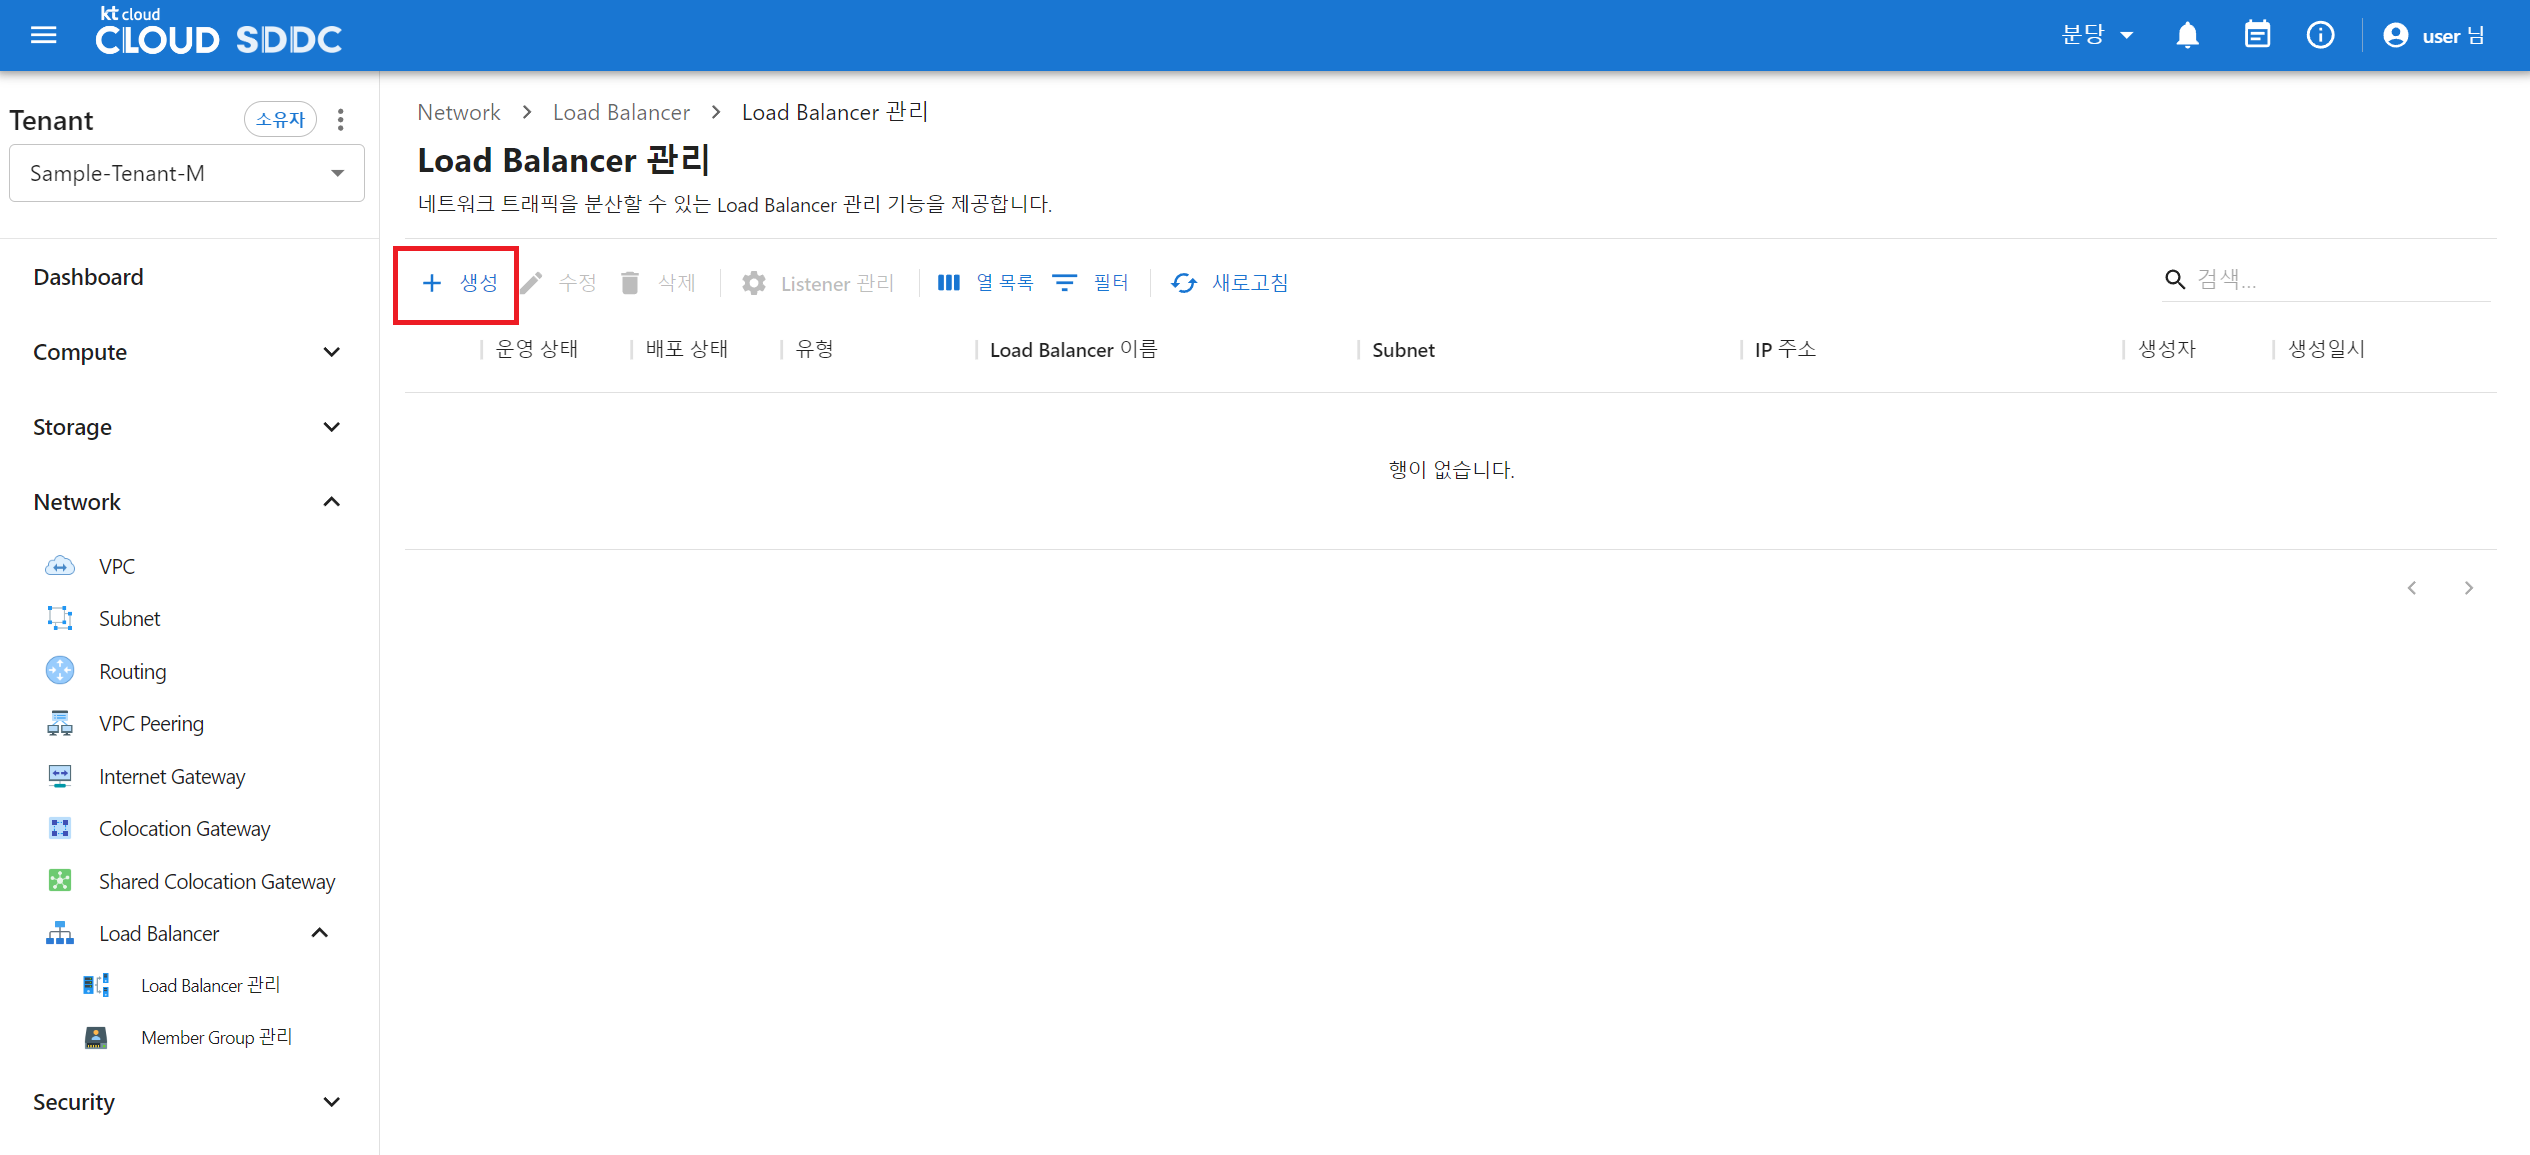 kt cloud
CLOUD SDDC
분당
user 님
Tenant
소유자
Sample-Tenant-M
Dashboard
Compute
Storage
Network
VPC
Subnet
Routing
VPC Peering
Internet Gateway
Colocation Gateway
Shared Colocation Gateway
Load Balancer
Load Balancer 관리
Member Group 관리
Security
Network > Load Balancer > Load Balancer 관리
Load Balancer 관리
네트워크 트래픽을 분산할 수 있는 Load Balancer 관리 기능을 제공합니다.
+ 생성 수정 삭제 Listener 관리 열 목록 필터 새로고침 검색...
운영 상태 배포 상태 유형 Load Balancer 이름 Subnet IP 주소 생성자 생성일시
행이 없습니다.